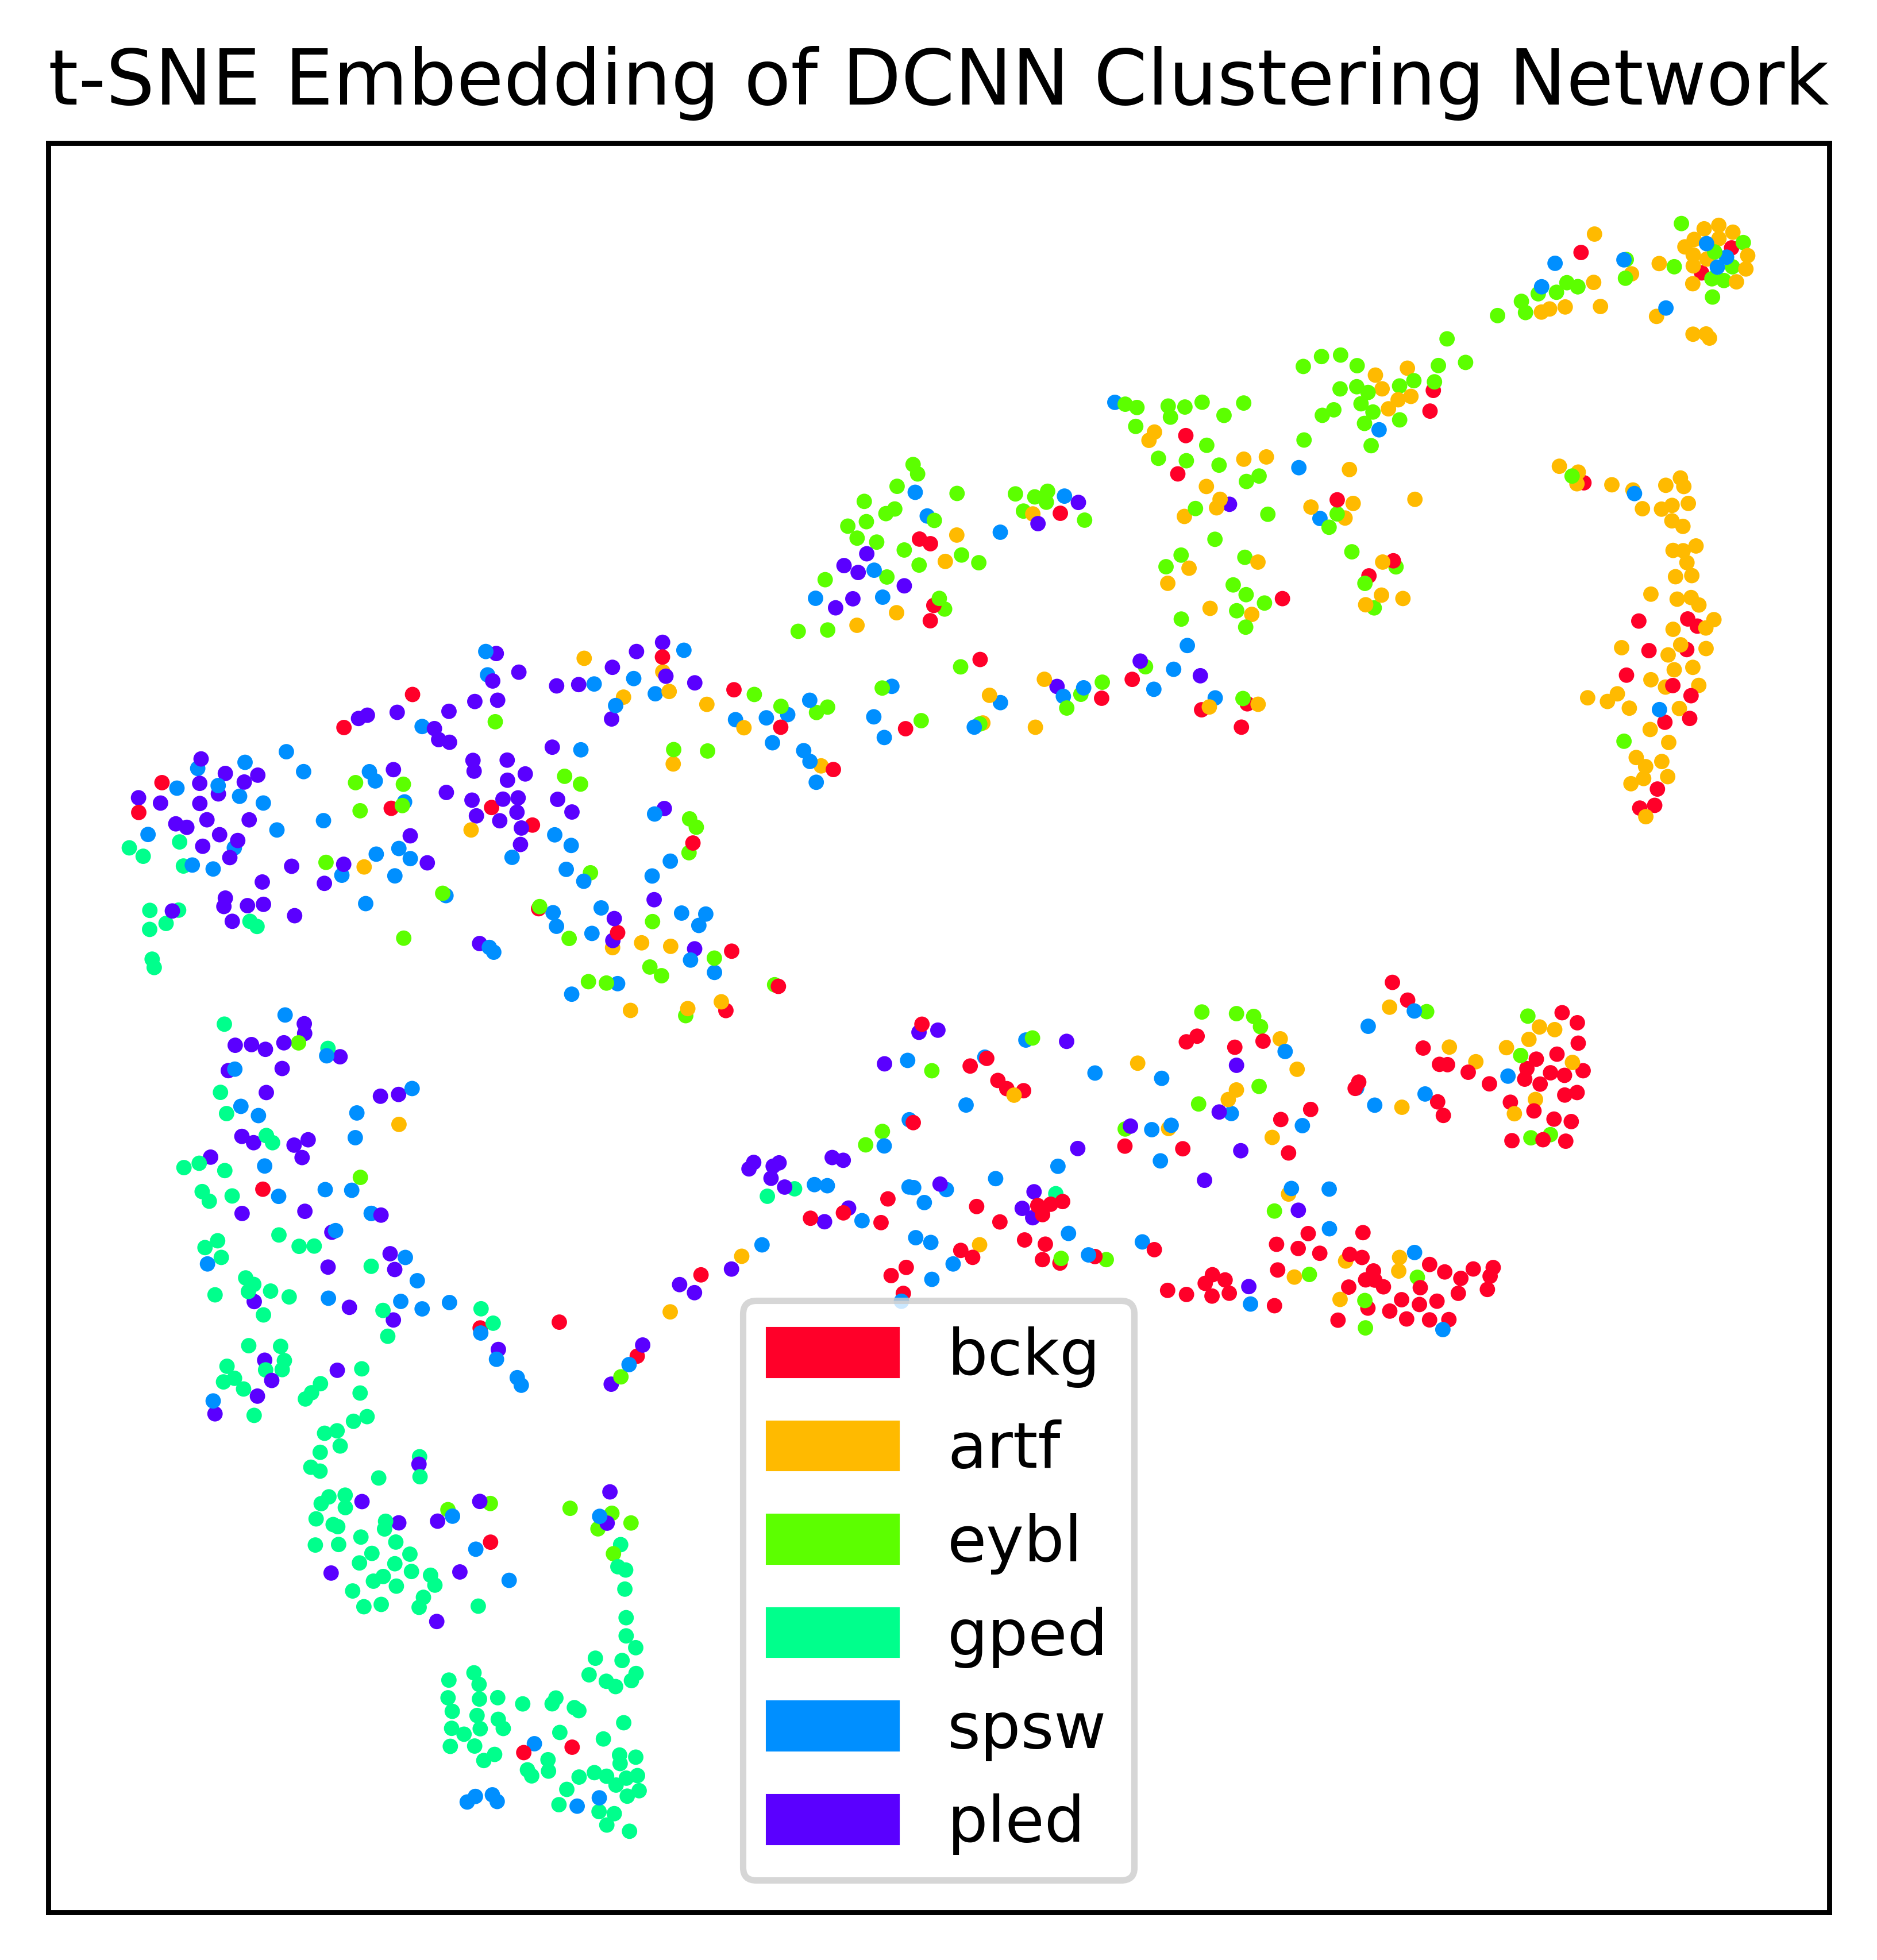 t-SNE Embedding of DCNN Clustering Network
bckg
artf
eybl
gped
spsw
pled